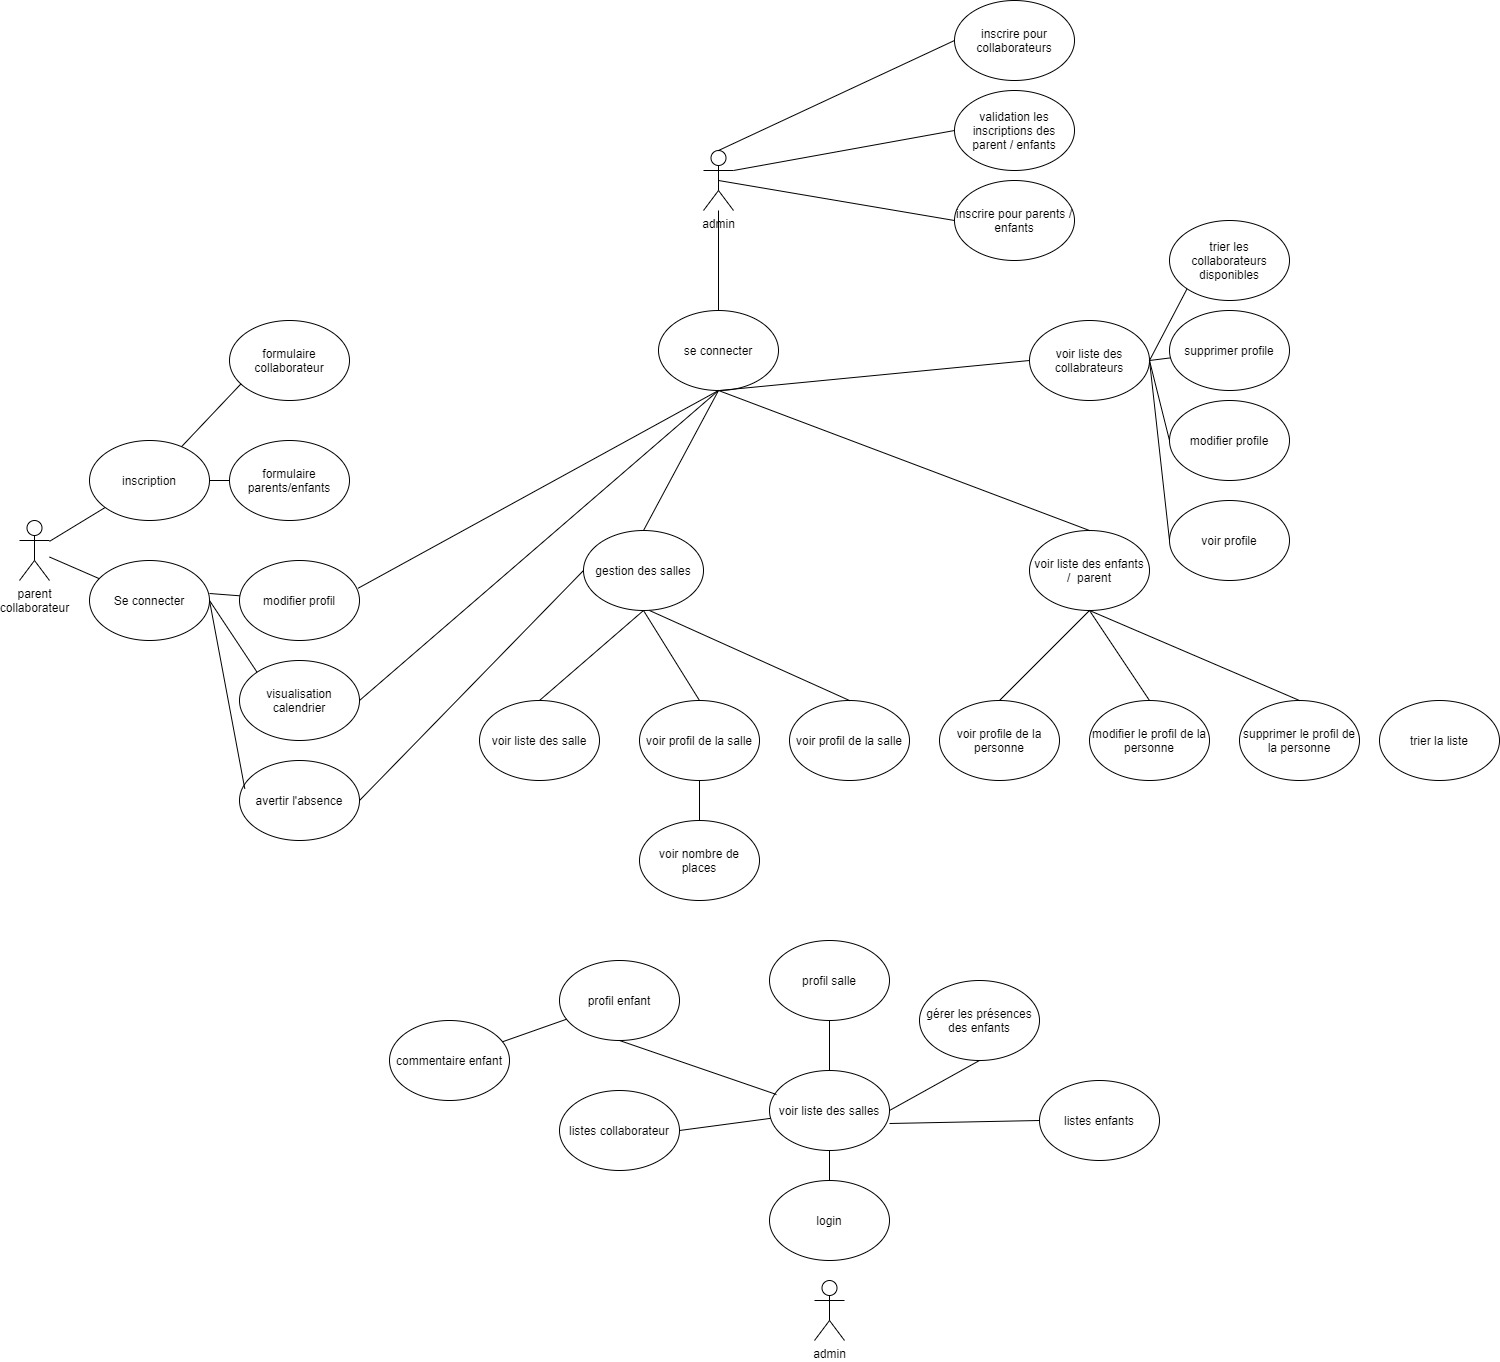 inscrire pour
collaborateurs
validation les
inscriptions des
parent / enfants
admin
inscrire pour parents /
enfants
trier les
collaborateurs
disponibles
se connecter
voir liste des
collabrateurs
supprimer profile
formulaire
collaborateur
modifier profile
inscription
formulaire
parents/enfants
voir profile
parent
collaborateur
Se connecter
modifier profil
gestion des salles
voir liste des enfants
/ parent
visualisation
calendrier
voir liste des salle
voir profil de la salle
voir profil de la salle
voir profile de la
personne
modifier le profil de la
personne
supprimer le profil de
la personne
trier la liste
avertir l'absence
voir nombre de
places
profil salle
profil enfant
gérer les présences
des enfants
commentaire enfant
voir liste des salles
listes enfants
listes collaborateur
login
admin